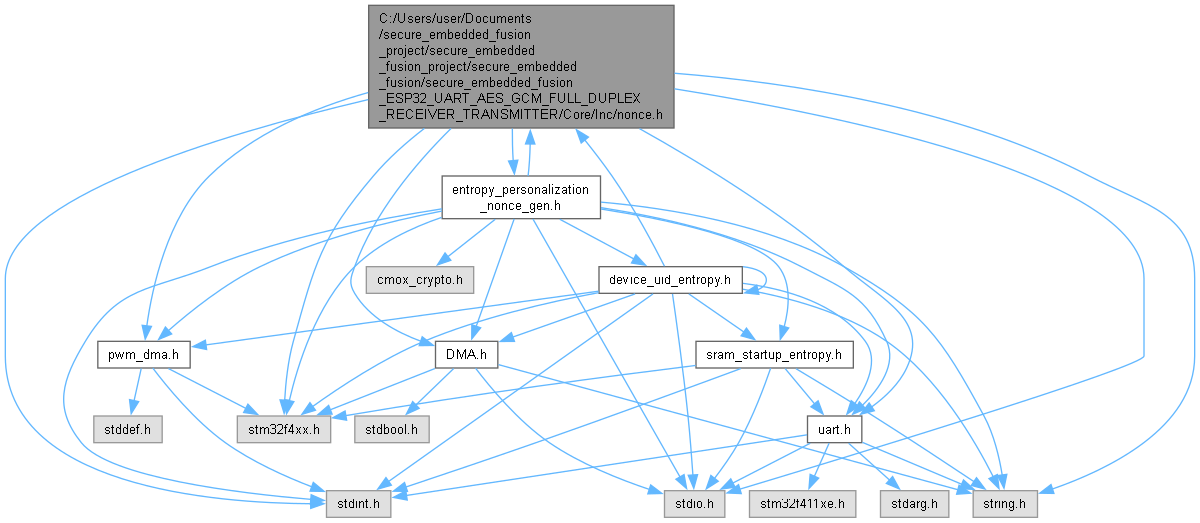 C:/Users/user/Documents
/secure_embedded_fusion
_project/secure_embedded
_fusion_project/secure_embedded
_fusion/secure_embedded_fusion
_ESP32_UART_AES_GCM_FULL_DUPLEX
_RECEIVER_TRANSMITTER/Core/Inc/nonce.h
entropy_personalization
_nonce_gen.h
cmox_crypto.h
device_uid_entropy.h
pwm_dma.h
DMA.h
sram_startup_entropy.h
stddef.h
stm32f4xx.h
stdbool.h
uart.h
stdint.h
stdio.h
stm32f411xe.h
stdarg.h
string.h